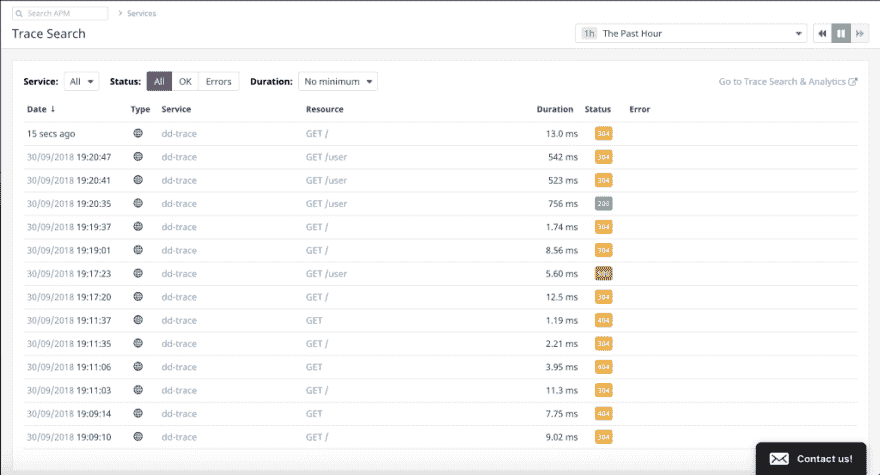 Search APM > Services
Trace Search
1h The Past Hour
Service: All Status: All OK Errors Duration: No minimum Go to Trace Search & Analytics
Date ↓ Type Service Resource Duration Status Error
15 secs ago dd-trace GET / 13.0 ms 304
30/09/2018 19:20:47 dd-trace GET /user 542 ms 304
30/09/2018 19:20:41 dd-trace GET /user 523 ms 304
30/09/2018 19:20:35 dd-trace GET /user 756 ms 200
30/09/2018 19:19:37 dd-trace GET / 1.74 ms 304
30/09/2018 19:19:01 dd-trace GET / 8.56 ms 304
30/09/2018 19:17:23 dd-trace GET /user 5.60 ms
30/09/2018 19:17:20 dd-trace GET / 12.5 ms 304
30/09/2018 19:11:37 dd-trace GET 1.19 ms 404
30/09/2018 19:11:35 dd-trace GET / 2.21 ms 304
30/09/2018 19:11:06 dd-trace GET 3.95 ms 404
30/09/2018 19:11:03 dd-trace GET / 11.3 ms 304
30/09/2018 19:09:14 dd-trace GET 7.75 ms 404
30/09/2018 19:09:10 dd-trace GET / 9.02 ms 304
Contact us!